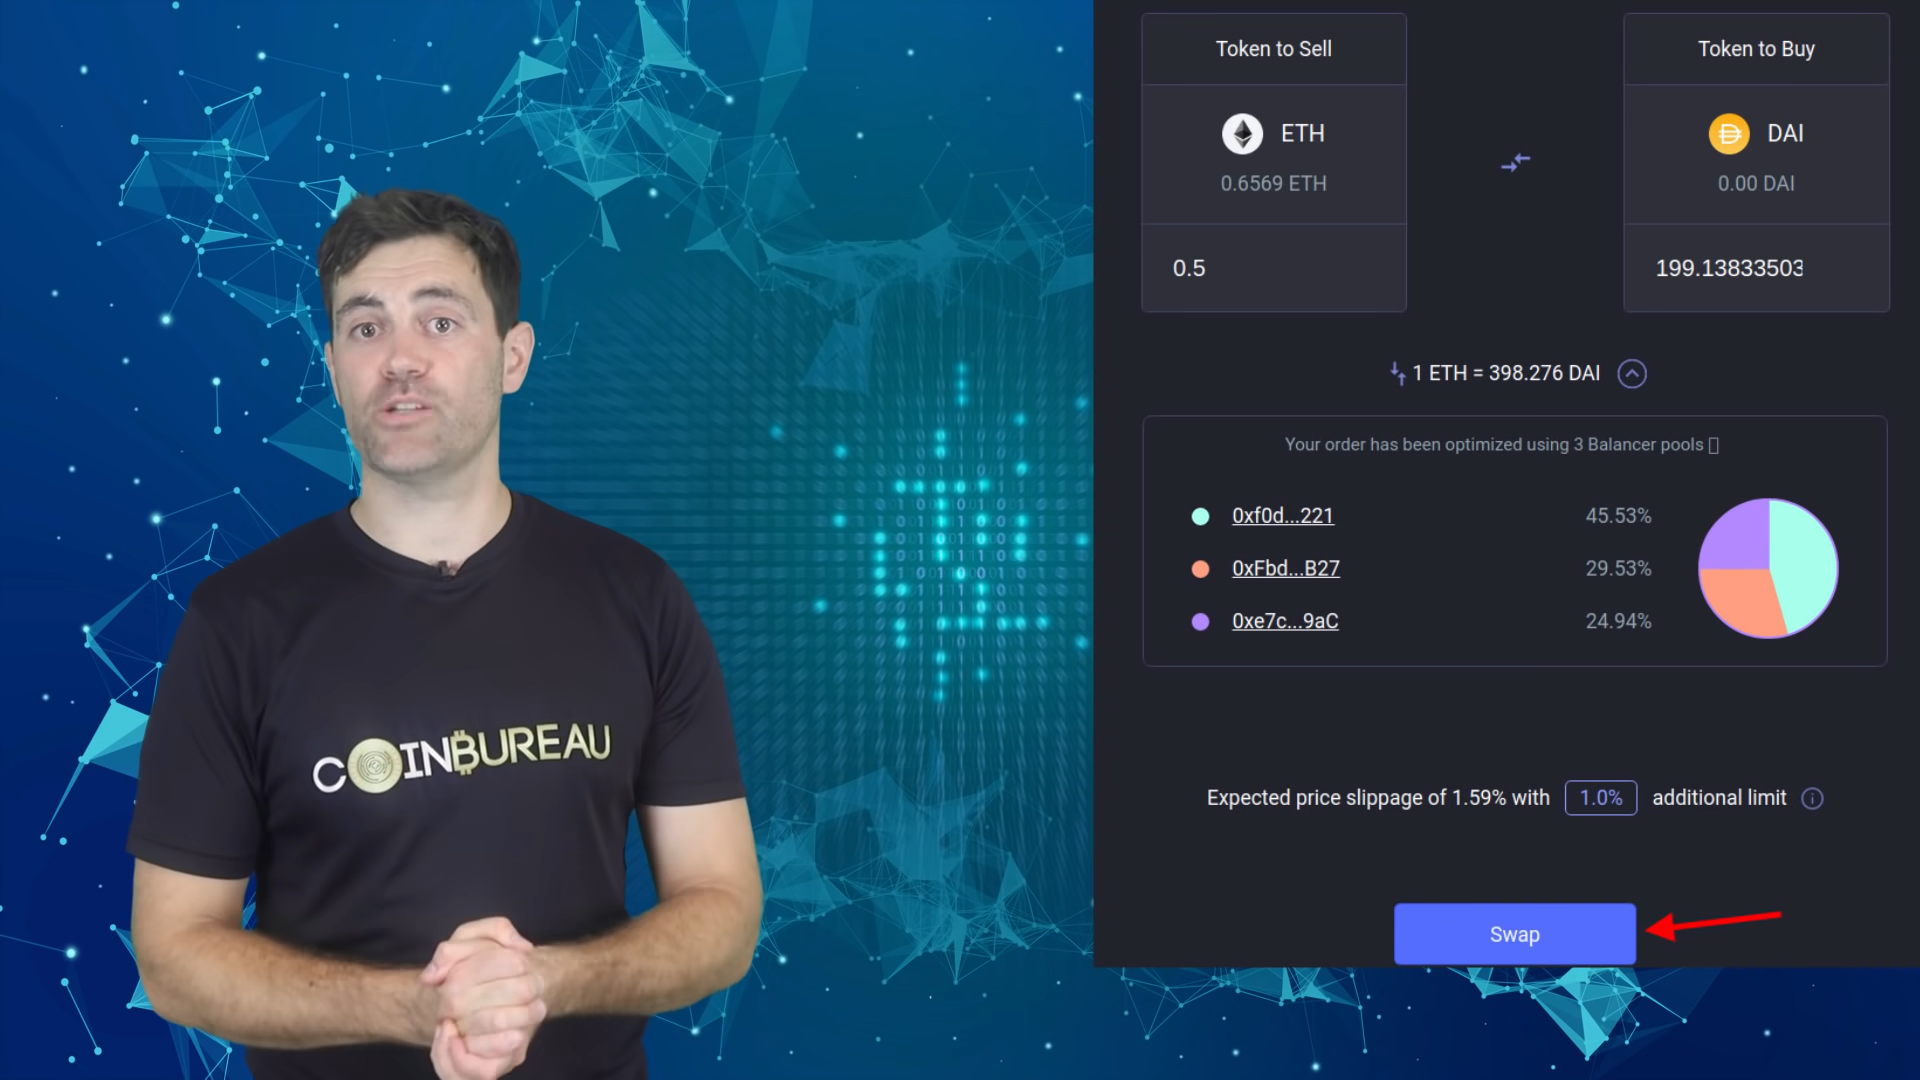 COINBUREAU
Token to Sell
ETH
0.6569 ETH
0.5
Token to Buy
DAI
0.00 DAI
199.13833503
1 ETH = 398.276 DAI
Your order has been optimized using 3 Balancer pools
0xf0d...221 45.53%
0xFbd...B27 29.53%
0xe7c...9aC 24.94%
Expected price slippage of 1.59% with 1.0% additional limit
Swap